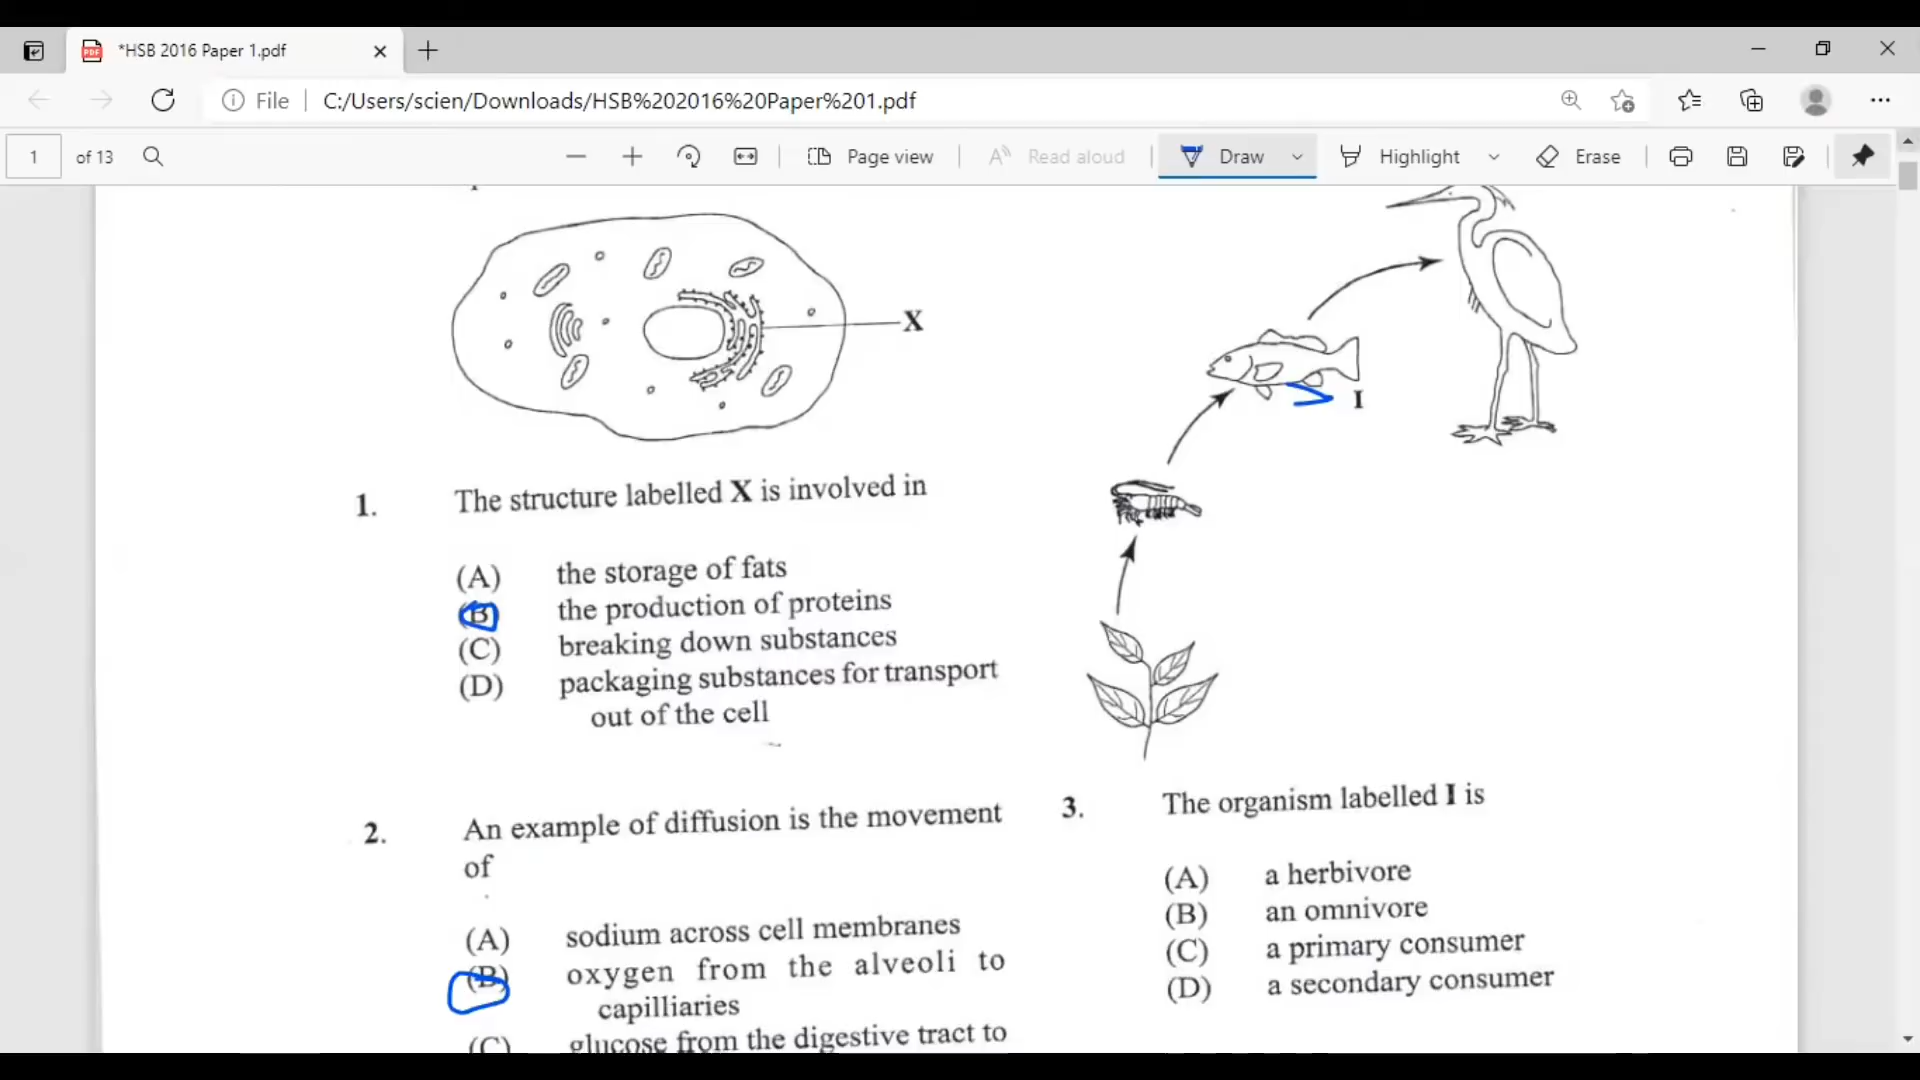 *HSB 2016 Paper 1.pdf
File
C:/Users/scien/Downloads/HSB%202016%20Paper%201.pdf
1
of 13
Page view
Read aloud
Draw
Highlight
Erase
X
1. The structure labelled X is involved in
(A) the storage of fats
(B) the production of proteins
(C) breaking down substances
(D) packaging substances for transport
out of the cell
2. An example of diffusion is the movement
of
(A) sodium across cell membranes
(B) oxygen from the alveoli to
capilliaries
(C) glucose from the digestive tract to
I
3. The organism labelled I is
(A) a herbivore
(B) an omnivore
(C) a primary consumer
(D) a secondary consumer